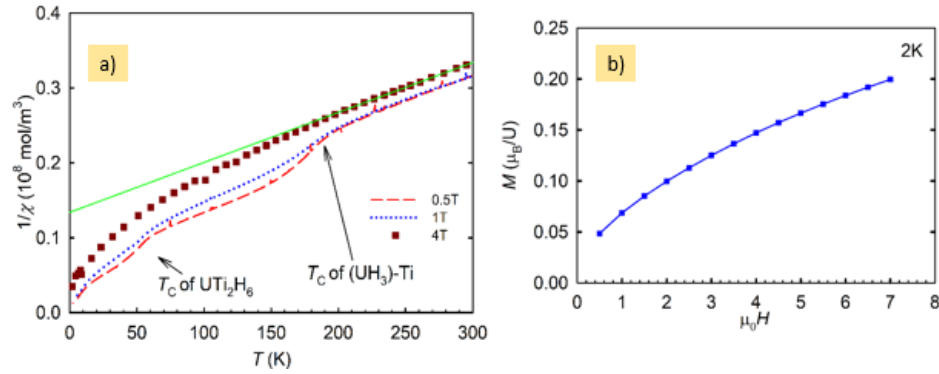 a)
1/χ (10⁸ mol/m³)
0.4
0.3
0.2
0.1
0.0
0.5T
1T
4T
T_C of UTi₂H₆
T_C of (UH₃)-Ti
0 50 100 150 200 250 300
T (K)
b)
2K
M (μ_B/U)
0.20
0.15
0.10
0.05
0.00
0 1 2 3 4 5 6 7 8
μ₀H